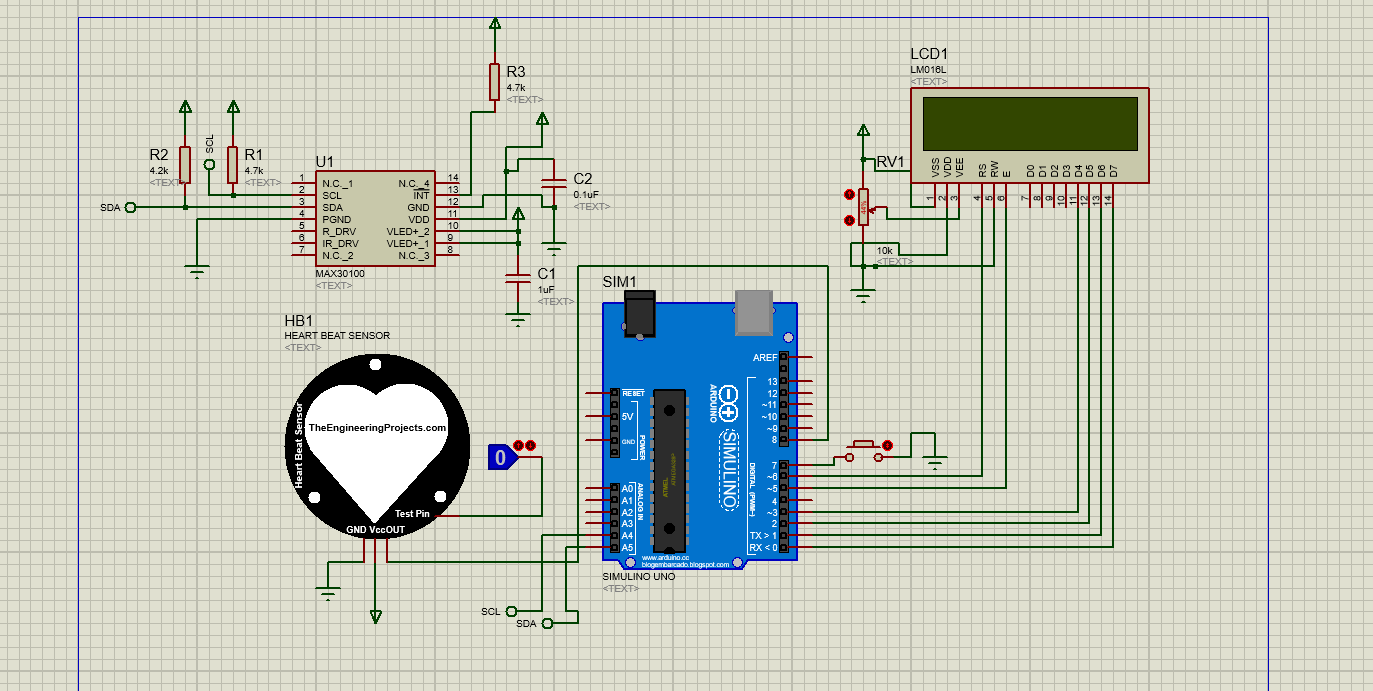 R3
4.7k
<TEXT>
LCD1
LM016L
<TEXT>
VSS
VDD
VEE
RS
RW
E
D0
D1
D2
D3
D4
D5
D6
D7
1
2
3
4
5
6
7
8
9
10
11
12
13
14
R2
4.2k
<TEXT>
SCL
R1
4.7k
<TEXT>
SDA
U1
1
2
3
4
5
6
7
N.C._1
SCL
SDA
PGND
R_DRV
IR_DRV
N.C._2
N.C._4
INT
GND
VDD
VLED+_2
VLED+_1
N.C._3
14
13
12
11
10
9
8
MAX30100
<TEXT>
C2
0.1uF
<TEXT>
C1
1uF
<TEXT>
RV1
44%
10k
<TEXT>
HB1
HEART BEAT SENSOR
<TEXT>
Heart Beat Sensor
TheEngineeringProjects.com
Test Pin
GND VccOUT
0
SIM1
RESET
5V
GND
POWER
A0
A1
A2
A3
A4
A5
ANALOG IN
ATMEL
ARDUINO
SIMULINO
AREF
13
12
~11
~10
~9
8
7
~6
~5
4
~3
2
TX > 1
RX < 0
DIGITAL (PWM~)
www.arduino.cc
blogembarcado.blogspot.com
SIMULINO UNO
<TEXT>
SCL
SDA